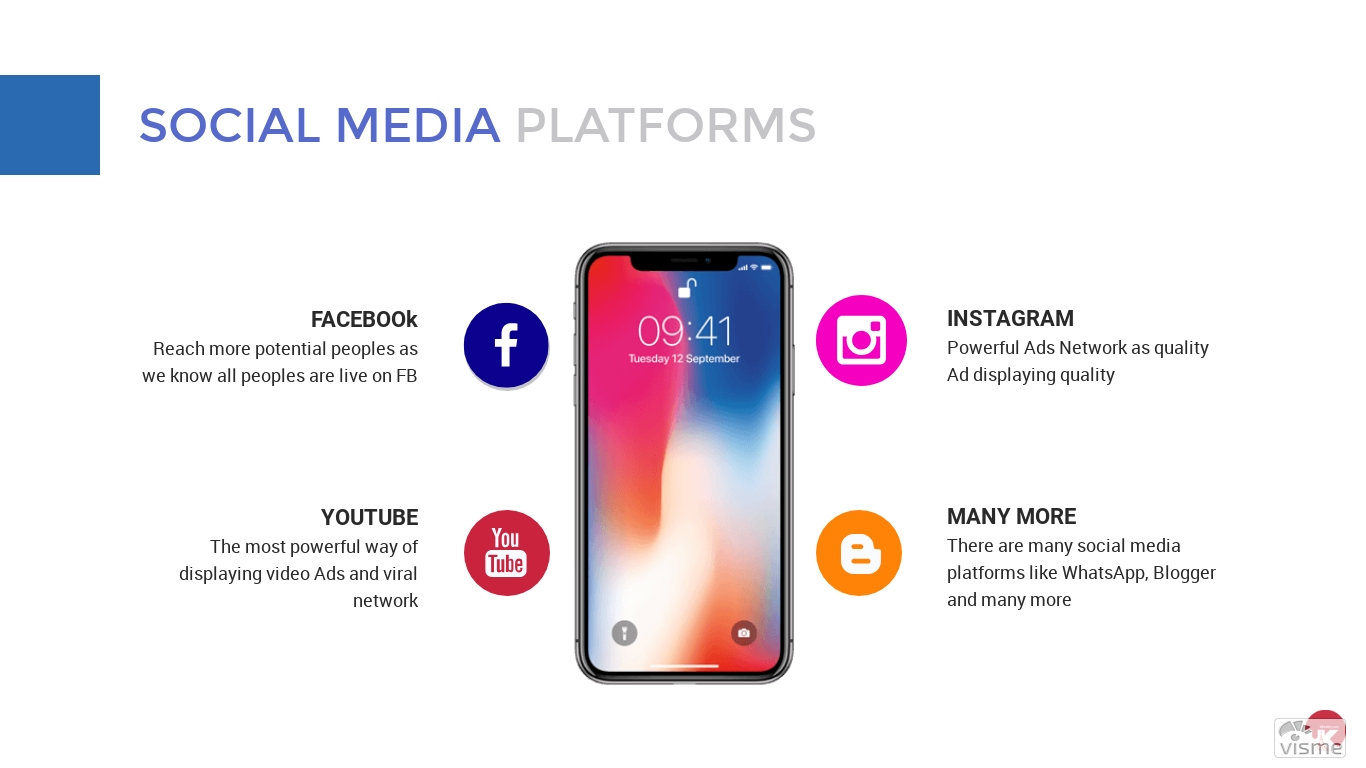 SOCIAL MEDIA PLATFORMS
FACEBOOk
Reach more potential peoples as
we know all peoples are live on FB
YOUTUBE
The most powerful way of
displaying video Ads and viral
network
You
Tube
09:41
Tuesday 12 September
INSTAGRAM
Powerful Ads Network as quality
Ad displaying quality
MANY MORE
There are many social media
platforms like WhatsApp, Blogger
and many more
visme